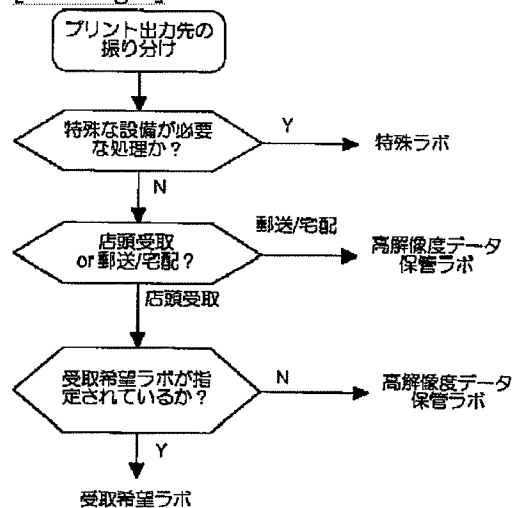 プリント出力先の
振り分け
特殊な設備が必要
な処理か？
Y
特殊ラボ
N
店頭受取
or 郵送/宅配？
郵送/宅配
高解像度データ
保管ラボ
店頭受取
受取希望ラボが指
定されているか？
N
高解像度データ
保管ラボ
Y
受取希望ラボ